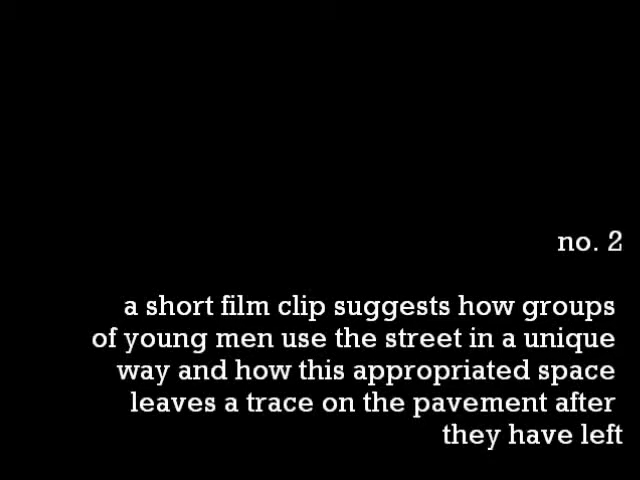 no. 2
a short film clip suggests how groups
of young men use the street in a unique
way and how this appropriated space
leaves a trace on the pavement after
they have left